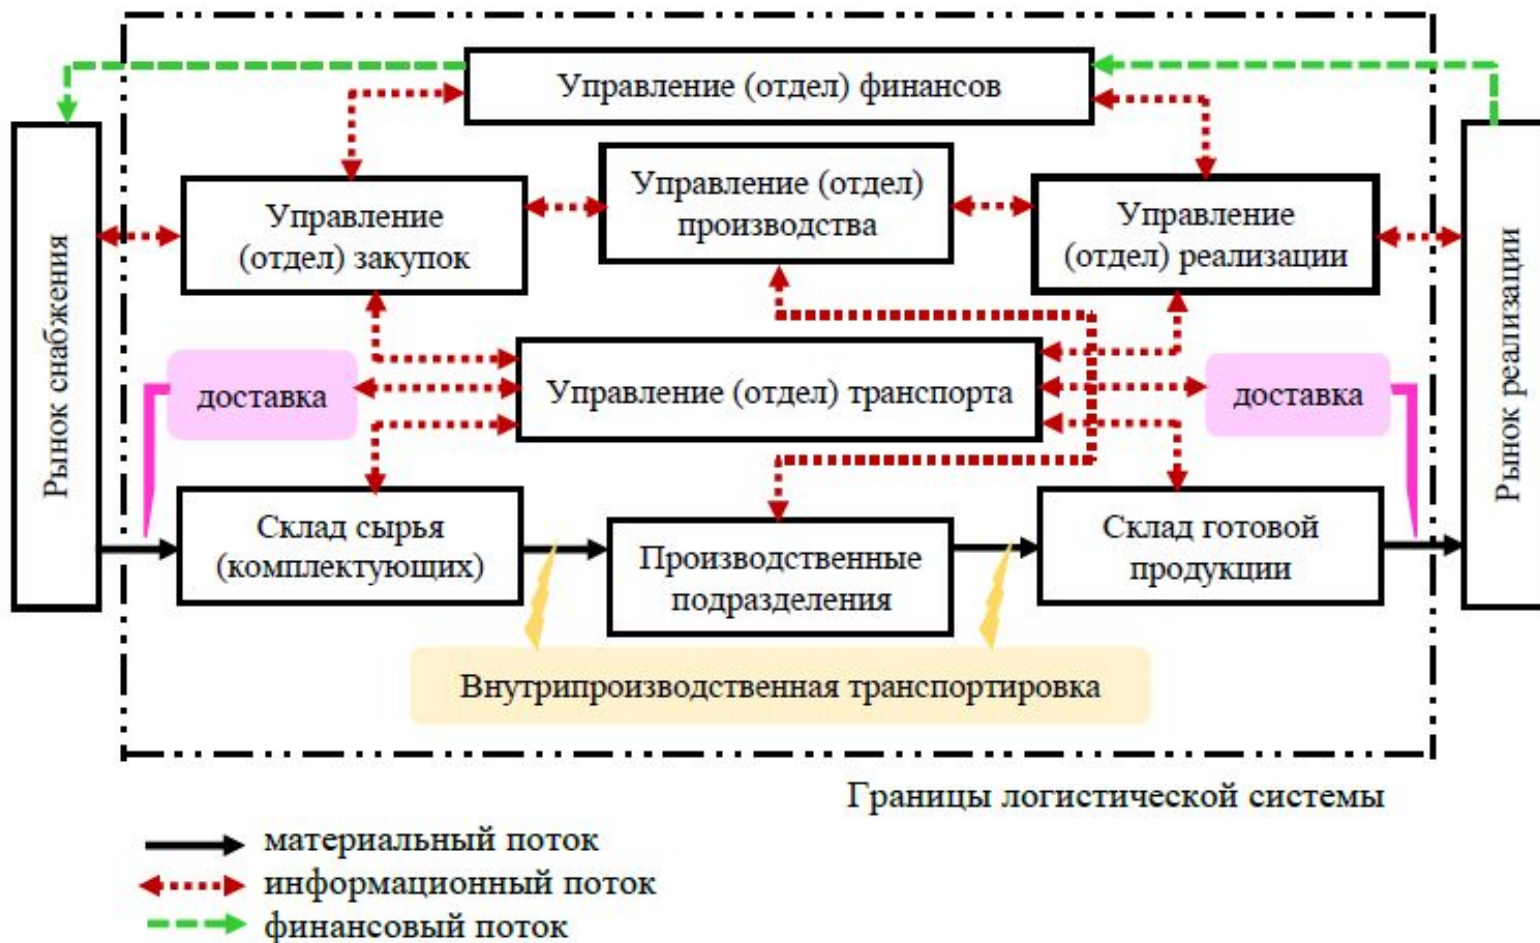 Управление (отдел) финансов
Управление (отдел)
производства
Управление
(отдел) закупок
Управление
(отдел) реализации
Рынок снабжения
Рынок реализации
доставка
Управление (отдел) транспорта
доставка
Склад сырья
(комплектующих)
Производственные
подразделения
Склад готовой
продукции
Внутрипроизводственная транспортировка
Границы логистической системы
материальный поток
информационный поток
финансовый поток